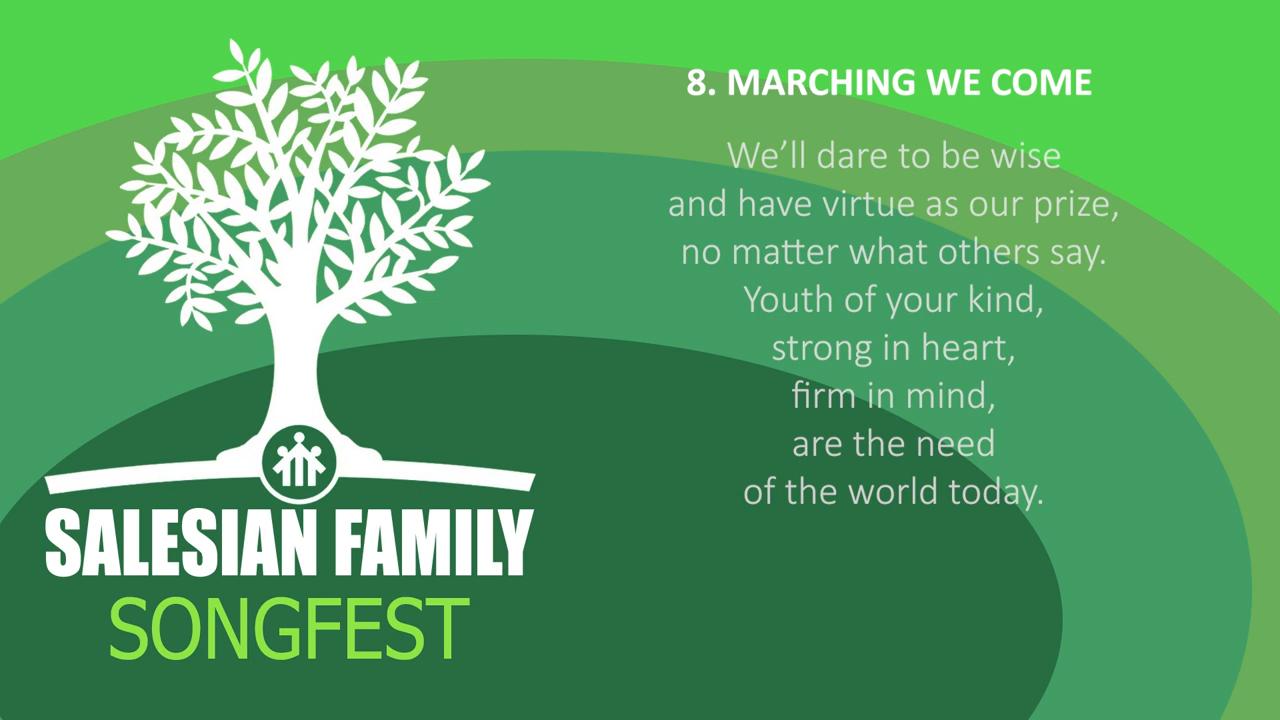 8. MARCHING WE COME
We’ll dare to be wise
and have virtue as our prize,
no matter what others say.
Youth of your kind,
strong in heart,
firm in mind,
are the need
of the world today.
SALESIAN FAMILY
SONGFEST